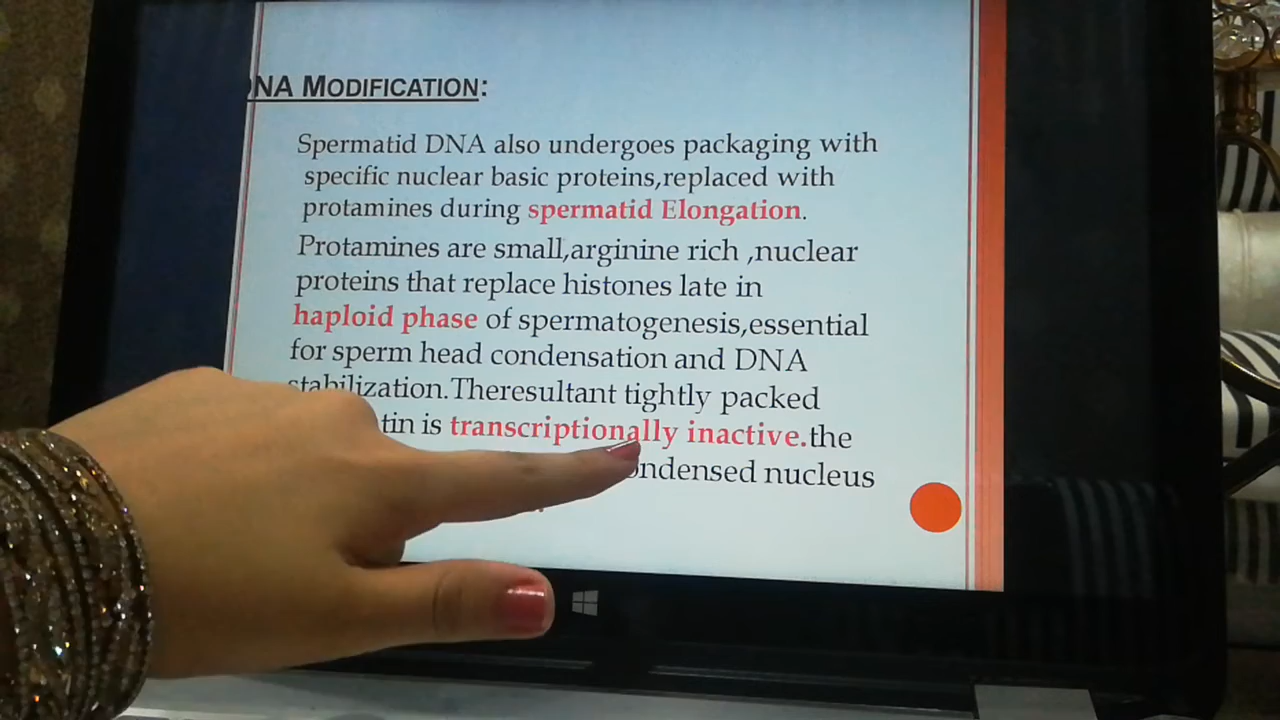 NA MODIFICATION:
Spermatid DNA also undergoes packaging with
specific nuclear basic proteins,replaced with
protamines during spermatid Elongation.
Protamines are small,arginine rich ,nuclear
proteins that replace histones late in
haploid phase of spermatogenesis,essential
for sperm head condensation and DNA
stabilization.Theresultant tightly packed
tin is transcriptionally inactive.the
ondensed nucleus